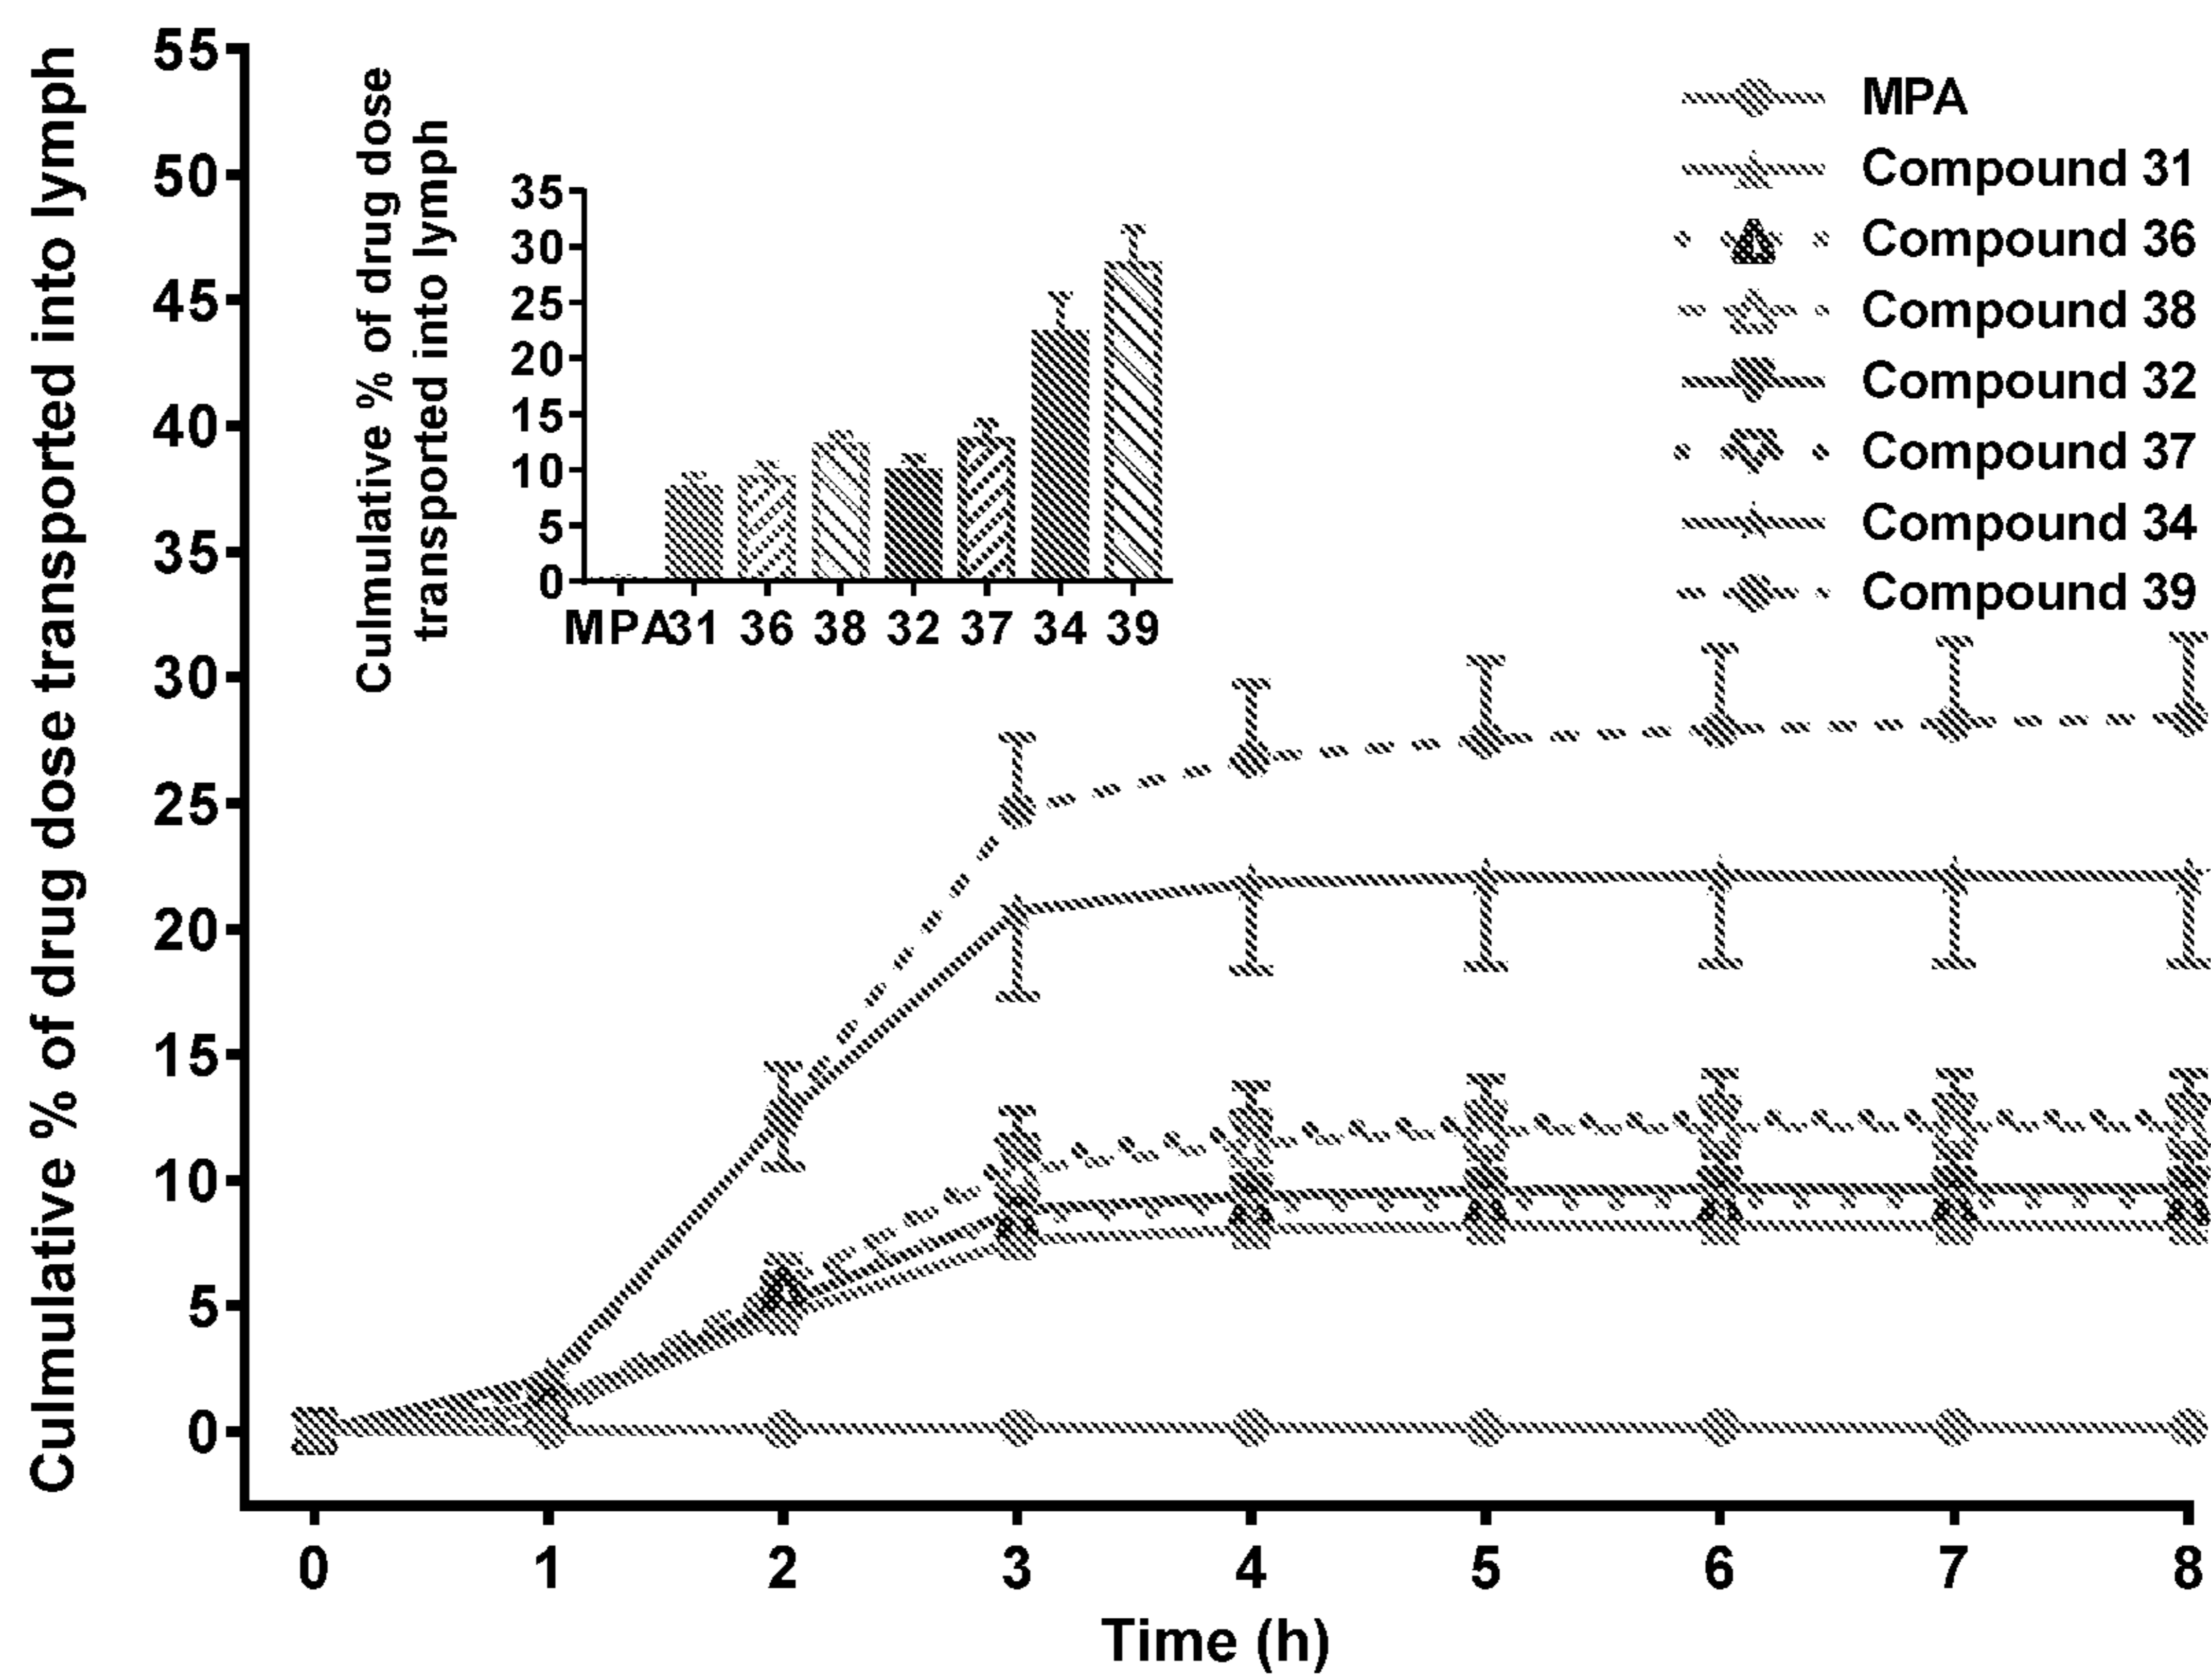 Culmulative % of drug dose transported into lymph
55
50
45
40
35
30
25
20
15
10
5
0
Culmulative % of drug dose
transported into lymph
35
30
25
20
15
10
5
0
MPA 31 36 38 32 37 34 39
MPA
Compound 31
Compound 36
Compound 38
Compound 32
Compound 37
Compound 34
Compound 39
0 1 2 3 4 5 6 7 8
Time (h)